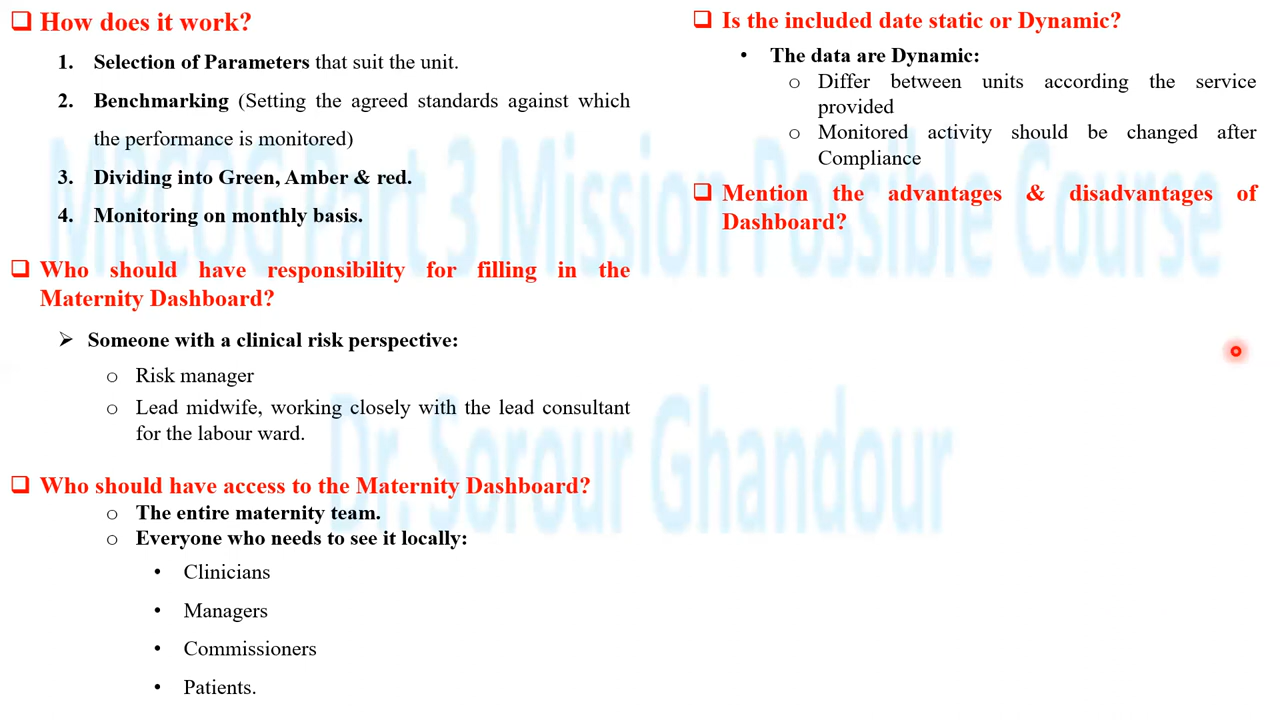 How does it work?
1. Selection of Parameters that suit the unit.
2. Benchmarking (Setting the agreed standards against which
the performance is monitored)
3. Dividing into Green, Amber & red.
4. Monitoring on monthly basis.
Who should have responsibility for filling in the
Maternity Dashboard?
Someone with a clinical risk perspective:
o Risk manager
o Lead midwife, working closely with the lead consultant
for the labour ward.
Who should have access to the Maternity Dashboard?
o The entire maternity team.
o Everyone who needs to see it locally:
• Clinicians
• Managers
• Commissioners
• Patients.
Is the included date static or Dynamic?
• The data are Dynamic:
o Differ between units according the service
provided
o Monitored activity should be changed after
Compliance
Mention the advantages & disadvantages of
Dashboard?
MRCOG Part 3 Mission Possible Course
Dr. Sorour Ghandour